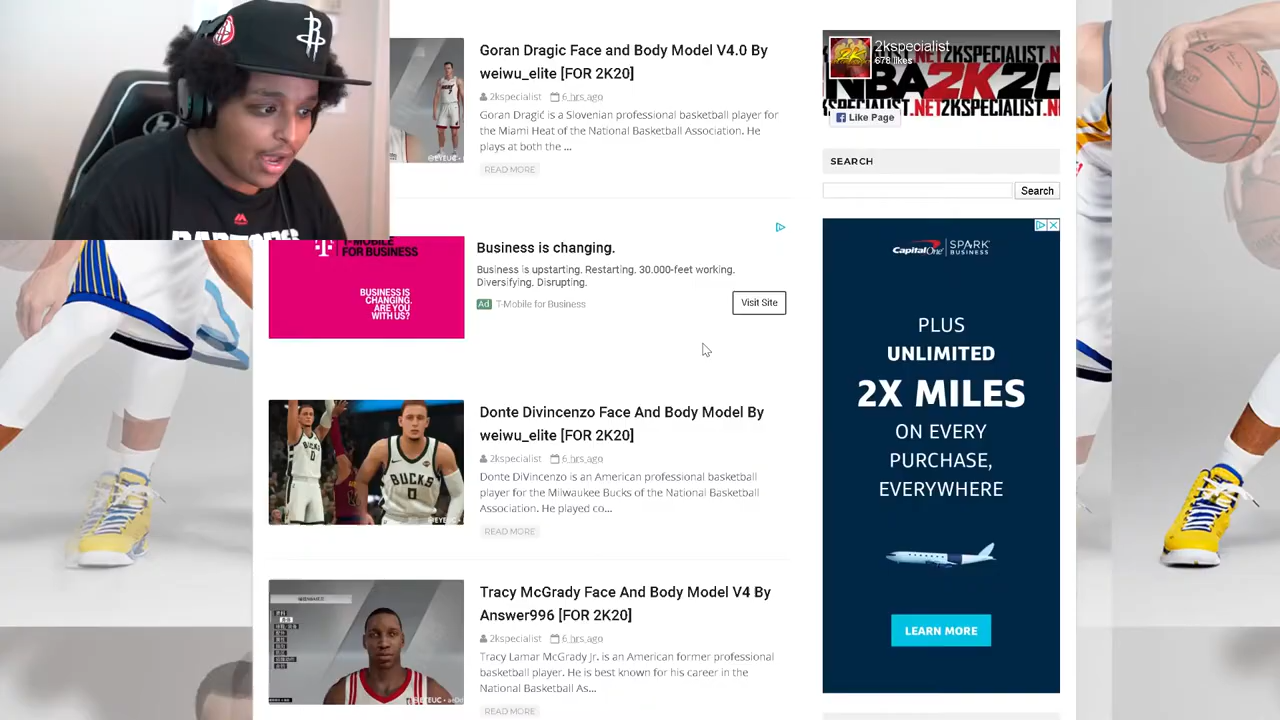 Goran Dragic Face and Body Model V4.0 By
weiwu_elite [FOR 2K20]
2kspecialist 6 hrs ago
Goran Dragić is a Slovenian professional basketball player for
the Miami Heat of the National Basketball Association. He
plays at both the ...
READ MORE
T-MOBILE
FOR BUSINESS
BUSINESS IS
CHANGING.
ARE YOU
WITH US?
Business is changing.
Business is upstarting. Restarting. 30.000-feet working.
Diversifying. Disrupting.
Ad T-Mobile for Business
Visit Site
BUCKS
0
BUCKS
0
Donte Divincenzo Face And Body Model By
weiwu_elite [FOR 2K20]
2kspecialist 6 hrs ago
Donte DiVincenzo is an American professional basketball
player for the Milwaukee Bucks of the National Basketball
Association. He played co...
READ MORE
Tracy McGrady Face And Body Model V4 By
Answer996 [FOR 2K20]
2kspecialist 6 hrs ago
Tracy Lamar McGrady Jr. is an American former professional
basketball player. He is best known for his career in the
National Basketball As...
READ MORE
2kspecialist
678 likes
NBA2K20
Like Page
SEARCH
Search
Capital One SPARK
BUSINESS
PLUS
UNLIMITED
2X MILES
ON EVERY
PURCHASE,
EVERYWHERE
LEARN MORE